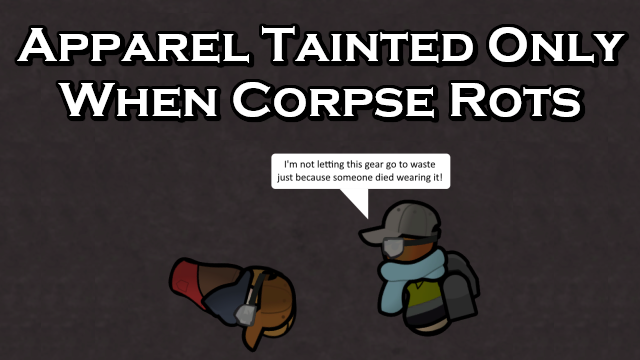 Apparel Tainted Only
When Corpse Rots
I'm not letting this gear go to waste
just because someone died wearing it!